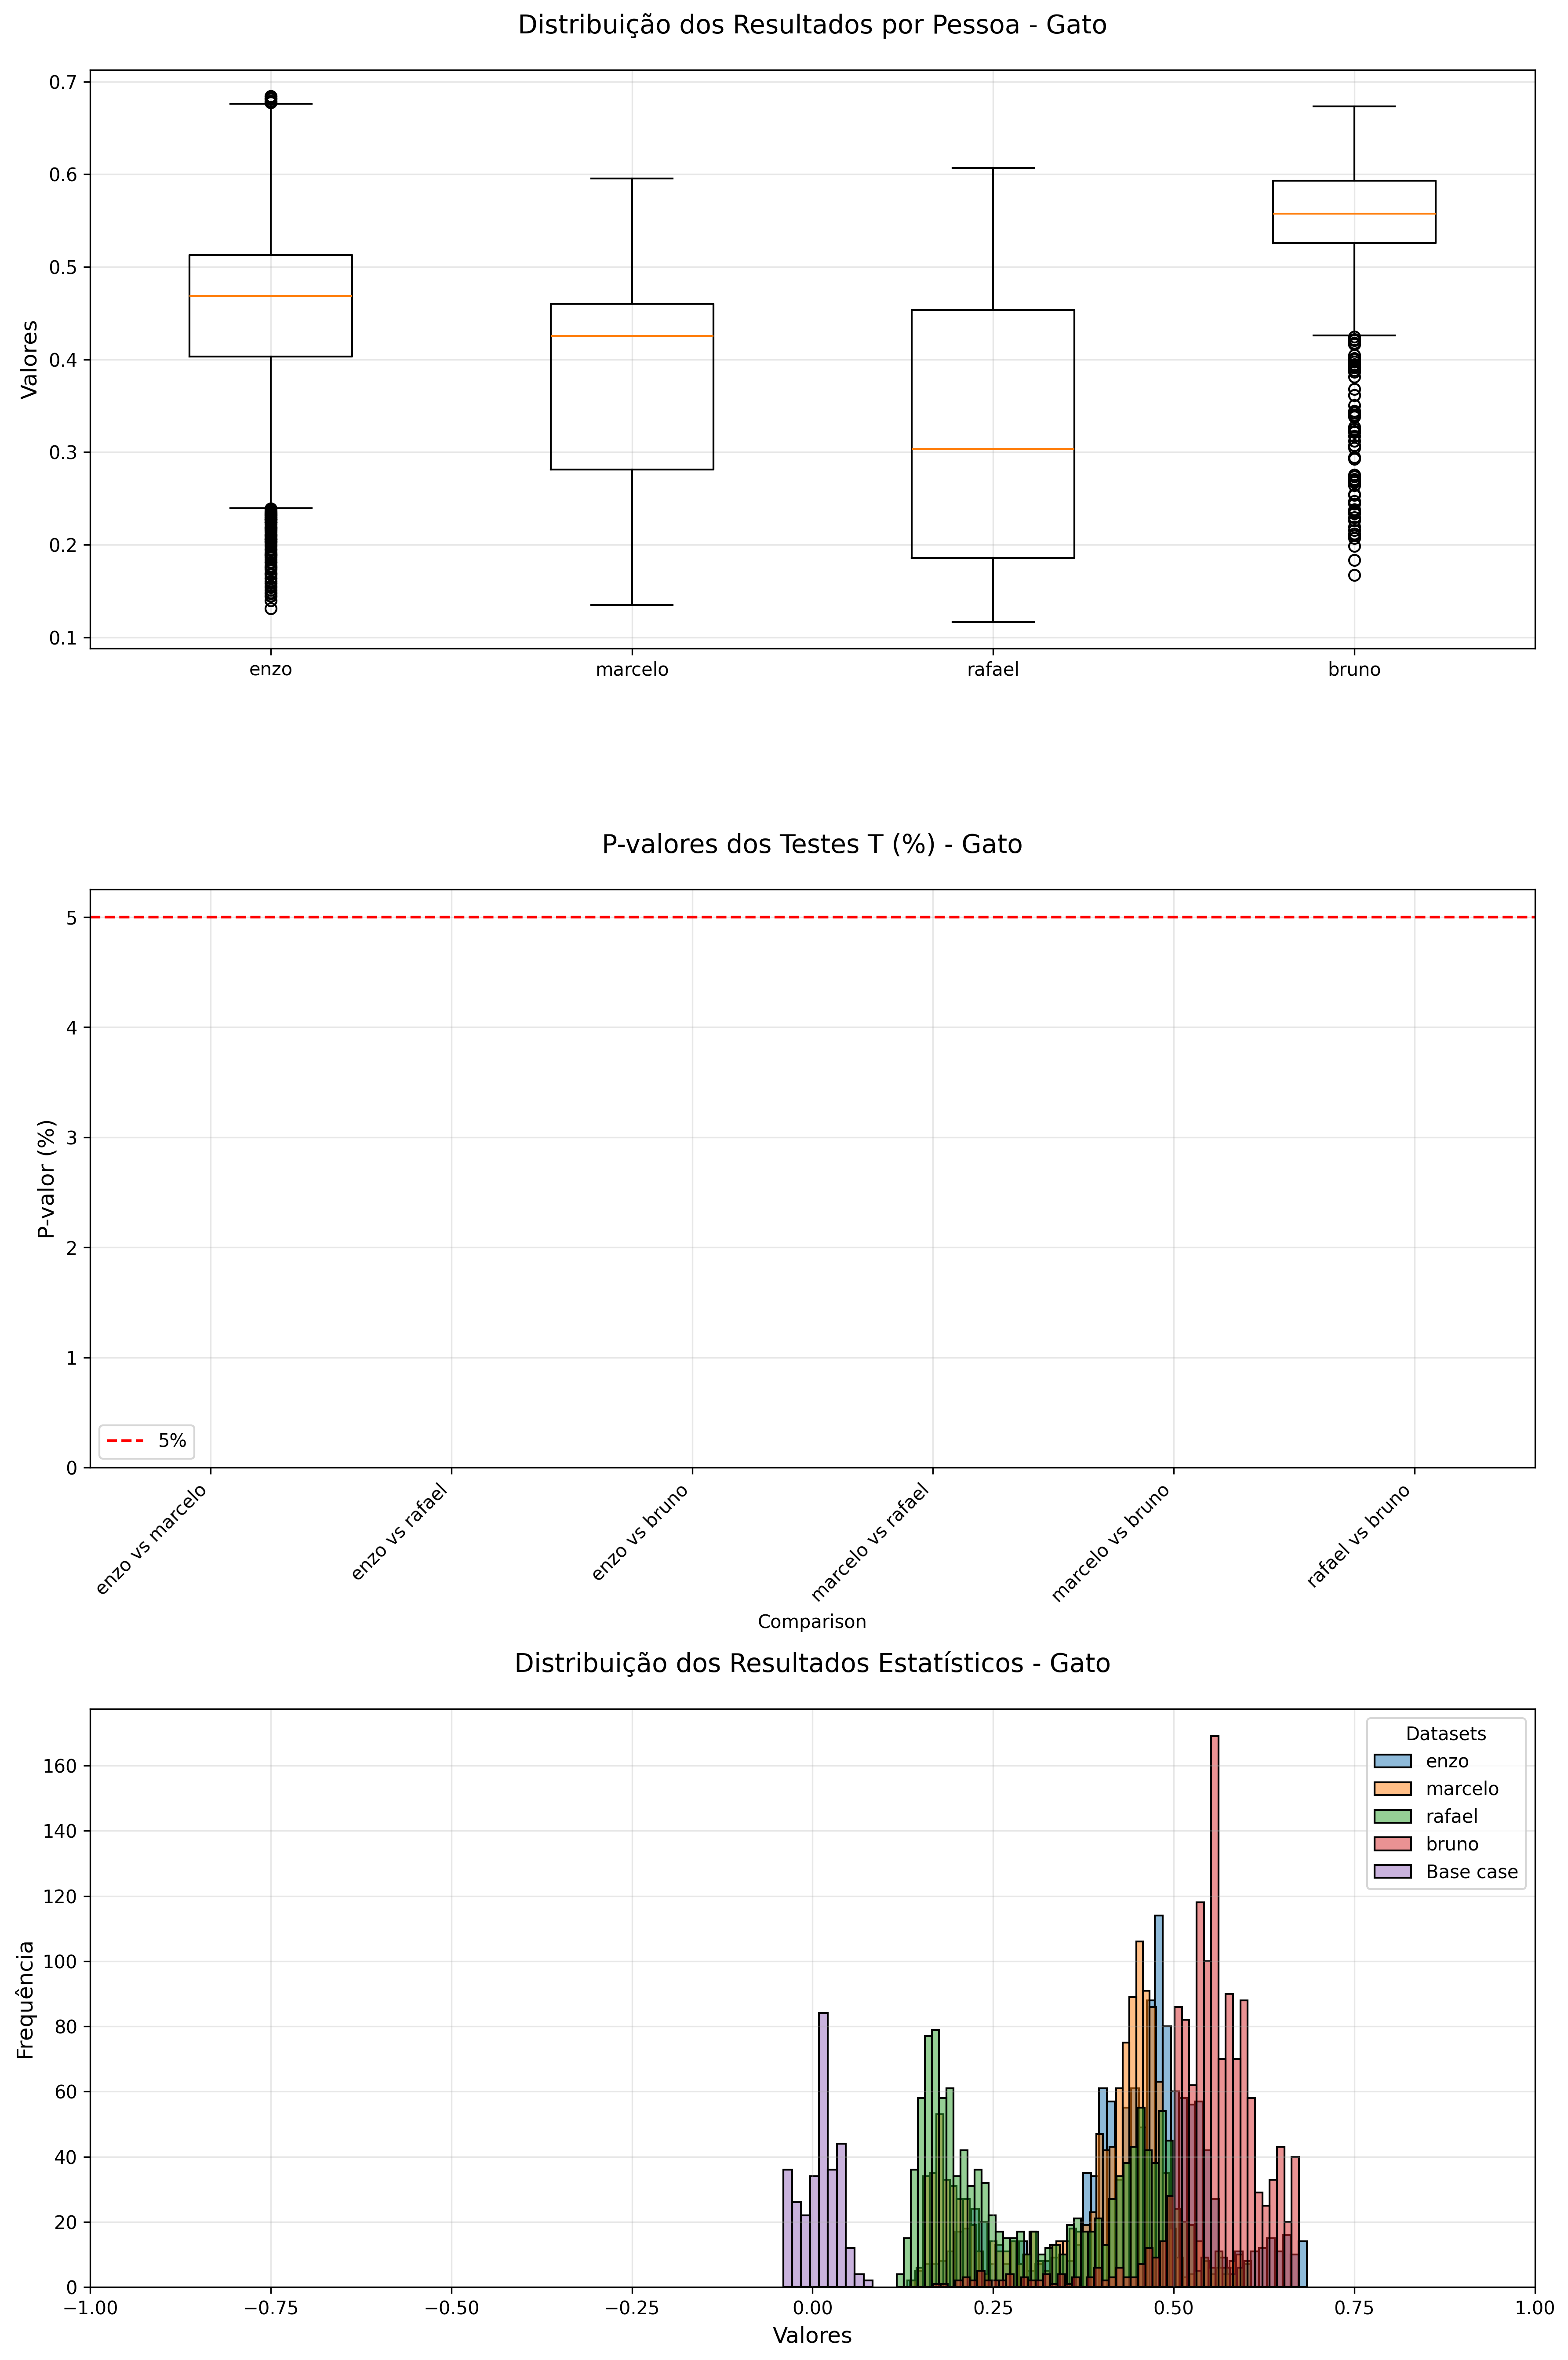 Distribuição dos Resultados por Pessoa - Gato
Valores
0.7
0.6
0.5
0.4
0.3
0.2
0.1
enzo
marcelo
rafael
bruno
P-valores dos Testes T (%) - Gato
P-valor (%)
5
4
3
2
1
0
5%
enzo vs marcelo
enzo vs rafael
enzo vs bruno
marcelo vs rafael
marcelo vs bruno
rafael vs bruno
Comparison
Distribuição dos Resultados Estatísticos - Gato
Frequência
160
140
120
100
80
60
40
20
0
Datasets
enzo
marcelo
rafael
bruno
Base case
−1.00
−0.75
−0.50
−0.25
0.00
0.25
0.50
0.75
1.00
Valores